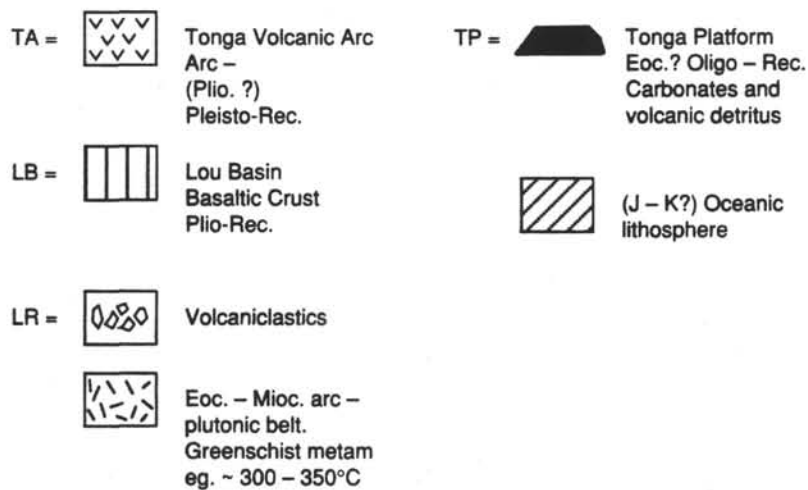 TA = Tonga Volcanic Arc
Arc –
(Plio. ?)
Pleisto-Rec.
LB = Lou Basin
Basaltic Crust
Plio-Rec.
LR = Volcaniclastics
Eoc. – Mioc. arc –
plutonic belt.
Greenschist metam
eg. ~ 300 – 350°C
TP = Tonga Platform
Eoc.? Oligo – Rec.
Carbonates and
volcanic detritus
(J – K?) Oceanic
lithosphere